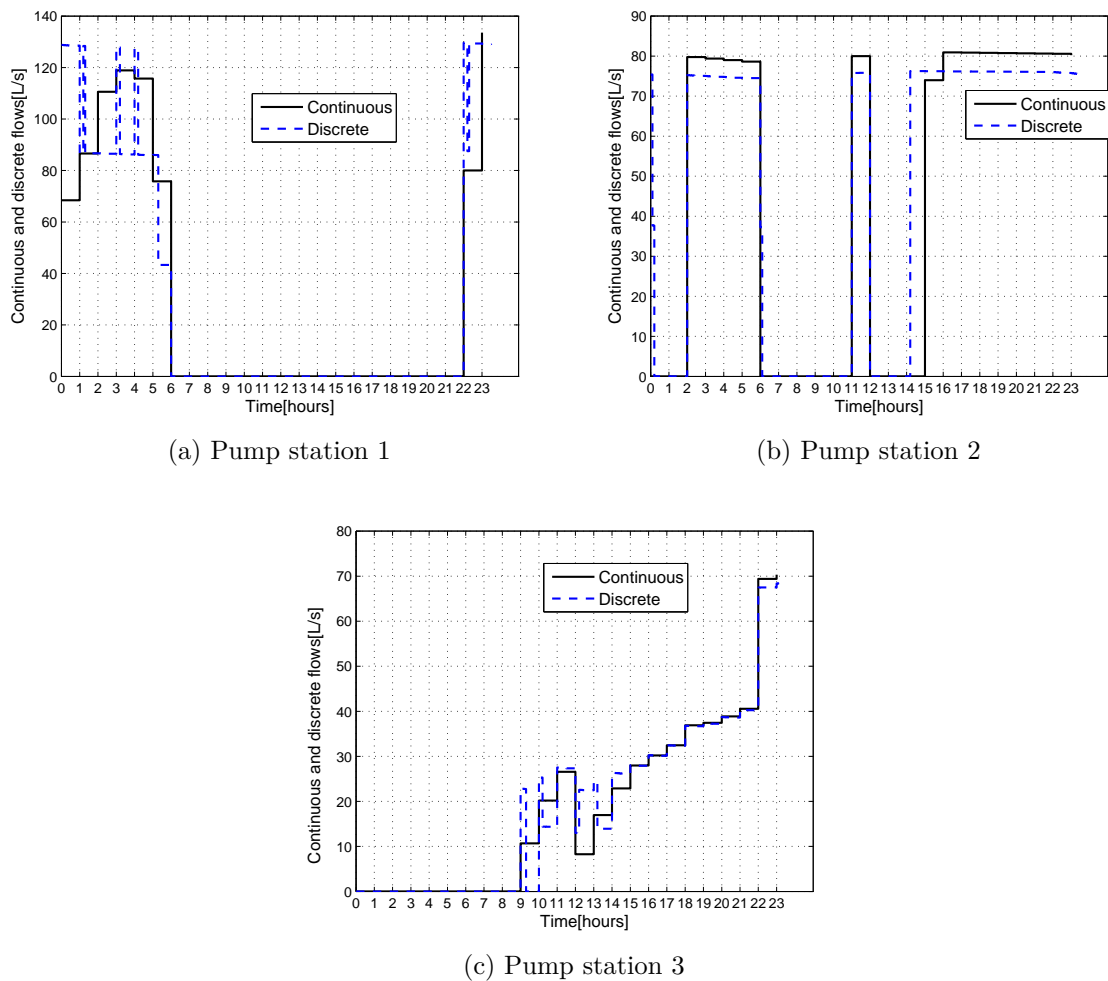 140
120
100
80
60
40
20
0
Continuous and discrete flows[L/s]
Continuous
Discrete
0 1 2 3 4 5 6 7 8 9 10 11 12 13 14 15 16 17 18 19 20 21 22 23
Time[hours]
(a) Pump station 1
90
80
70
60
50
40
30
20
10
0
Continuous and discrete flows[L/s]
Continuous
Discrete
0 1 2 3 4 5 6 7 8 9 10 11 12 13 14 15 16 17 18 19 20 21 22 23
Time[hours]
(b) Pump station 2
80
70
60
50
40
30
20
10
0
Continuous and discrete flows[L/s]
Continuous
Discrete
0 1 2 3 4 5 6 7 8 9 10 11 12 13 14 15 16 17 18 19 20 21 22 23
Time[hours]
(c) Pump station 3